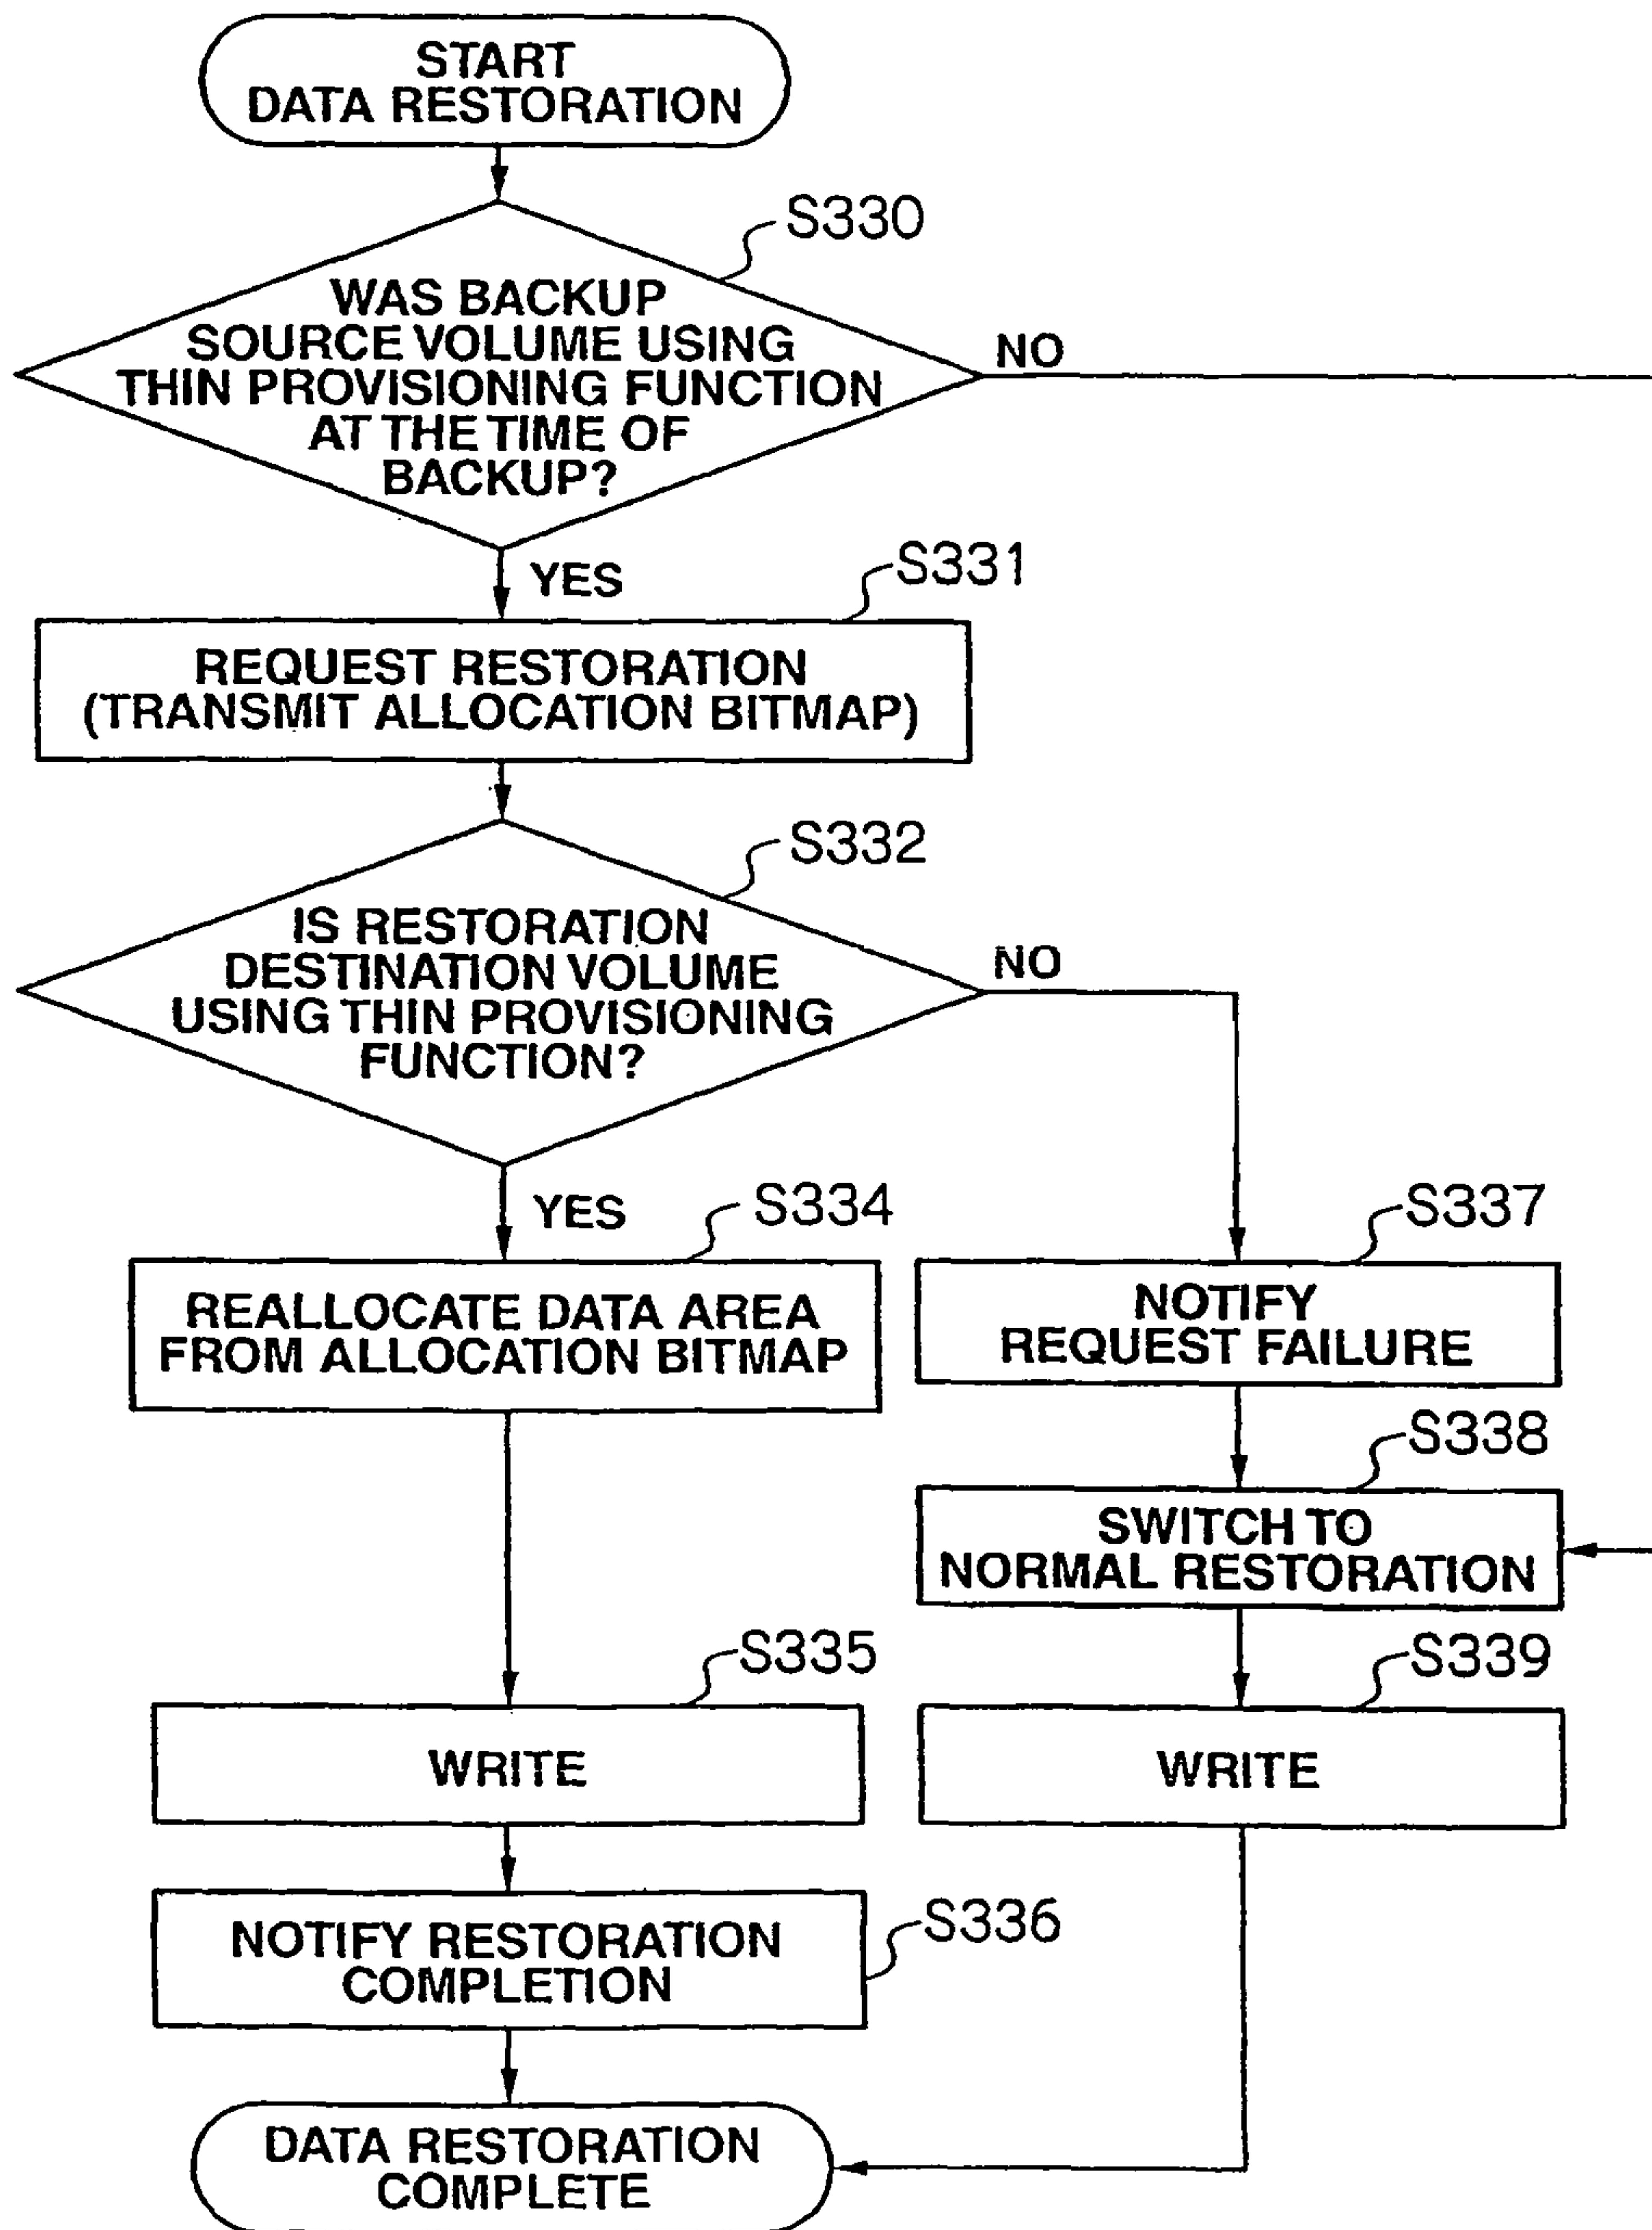 START
DATA RESTORATION
S330
WAS BACKUP
SOURCE VOLUME USING
THIN PROVISIONING FUNCTION
AT THE TIME OF
BACKUP?
NO
YES
S331
REQUEST RESTORATION
(TRANSMIT ALLOCATION BITMAP)
S332
IS RESTORATION
DESTINATION VOLUME
USING THIN PROVISIONING
FUNCTION?
NO
YES
S334
REALLOCATE DATA AREA
FROM ALLOCATION BITMAP
S337
NOTIFY
REQUEST FAILURE
S338
SWITCH TO
NORMAL RESTORATION
S335
WRITE
S339
WRITE
S336
NOTIFY RESTORATION
COMPLETION
DATA RESTORATION
COMPLETE